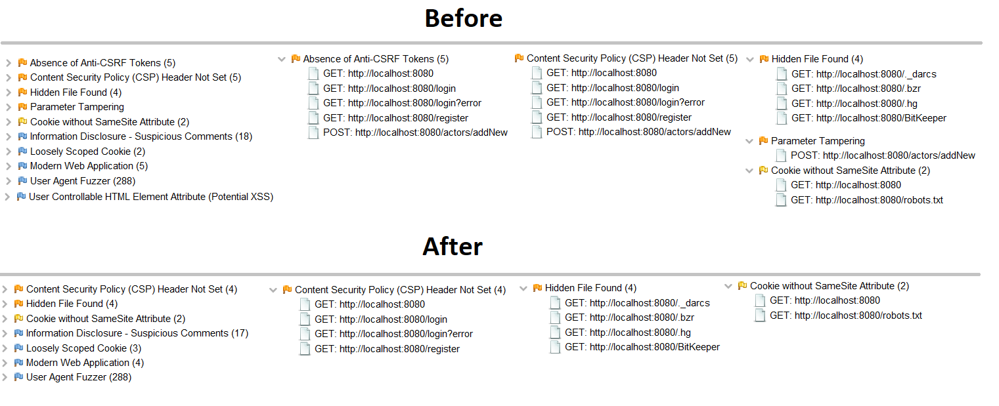 Before
Absence of Anti-CSRF Tokens (5)
Content Security Policy (CSP) Header Not Set (5)
Hidden File Found (4)
Parameter Tampering
Cookie without SameSite Attribute (2)
Information Disclosure - Suspicious Comments (18)
Loosely Scoped Cookie (2)
Modern Web Application (5)
User Agent Fuzzer (288)
User Controllable HTML Element Attribute (Potential XSS)
Absence of Anti-CSRF Tokens (5)
GET: http://localhost:8080
GET: http://localhost:8080/login
GET: http://localhost:8080/login?error
GET: http://localhost:8080/register
POST: http://localhost:8080/actors/addNew
Content Security Policy (CSP) Header Not Set (5)
GET: http://localhost:8080
GET: http://localhost:8080/login
GET: http://localhost:8080/login?error
GET: http://localhost:8080/register
POST: http://localhost:8080/actors/addNew
Hidden File Found (4)
GET: http://localhost:8080/._darcs
GET: http://localhost:8080/.bzr
GET: http://localhost:8080/.hg
GET: http://localhost:8080/BitKeeper
Parameter Tampering
POST: http://localhost:8080/actors/addNew
Cookie without SameSite Attribute (2)
GET: http://localhost:8080
GET: http://localhost:8080/robots.txt
After
Content Security Policy (CSP) Header Not Set (4)
Hidden File Found (4)
Cookie without SameSite Attribute (2)
Information Disclosure - Suspicious Comments (17)
Loosely Scoped Cookie (3)
Modern Web Application (4)
User Agent Fuzzer (288)
Content Security Policy (CSP) Header Not Set (4)
GET: http://localhost:8080
GET: http://localhost:8080/login
GET: http://localhost:8080/login?error
GET: http://localhost:8080/register
Hidden File Found (4)
GET: http://localhost:8080/._darcs
GET: http://localhost:8080/.bzr
GET: http://localhost:8080/.hg
GET: http://localhost:8080/BitKeeper
Cookie without SameSite Attribute (2)
GET: http://localhost:8080
GET: http://localhost:8080/robots.txt